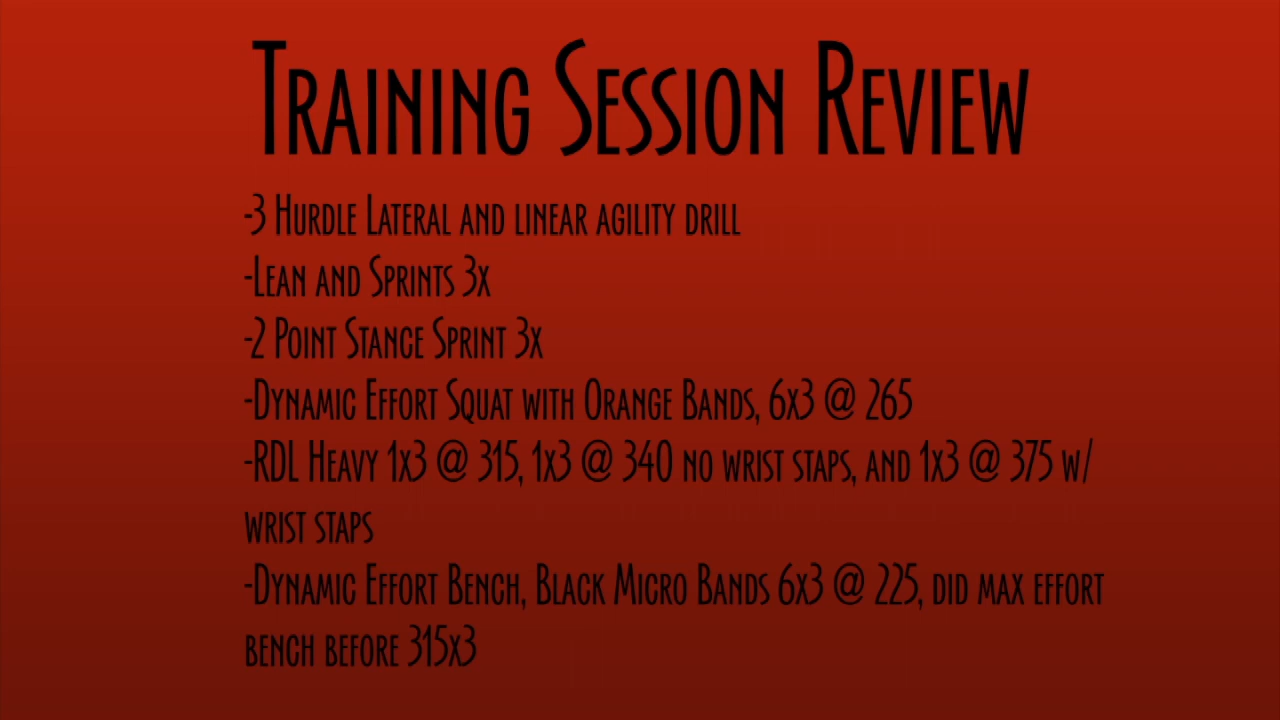 Training Session Review
-3 Hurdle Lateral and linear agility drill
-Lean and Sprints 3x
-2 Point Stance Sprint 3x
-Dynamic Effort Squat with Orange Bands, 6x3 @ 265
-RDL Heavy 1x3 @ 315, 1x3 @ 340 no wrist staps, and 1x3 @ 375 w/
wrist staps
-Dynamic Effort Bench, Black Micro Bands 6x3 @ 225, did max effort
bench before 315x3